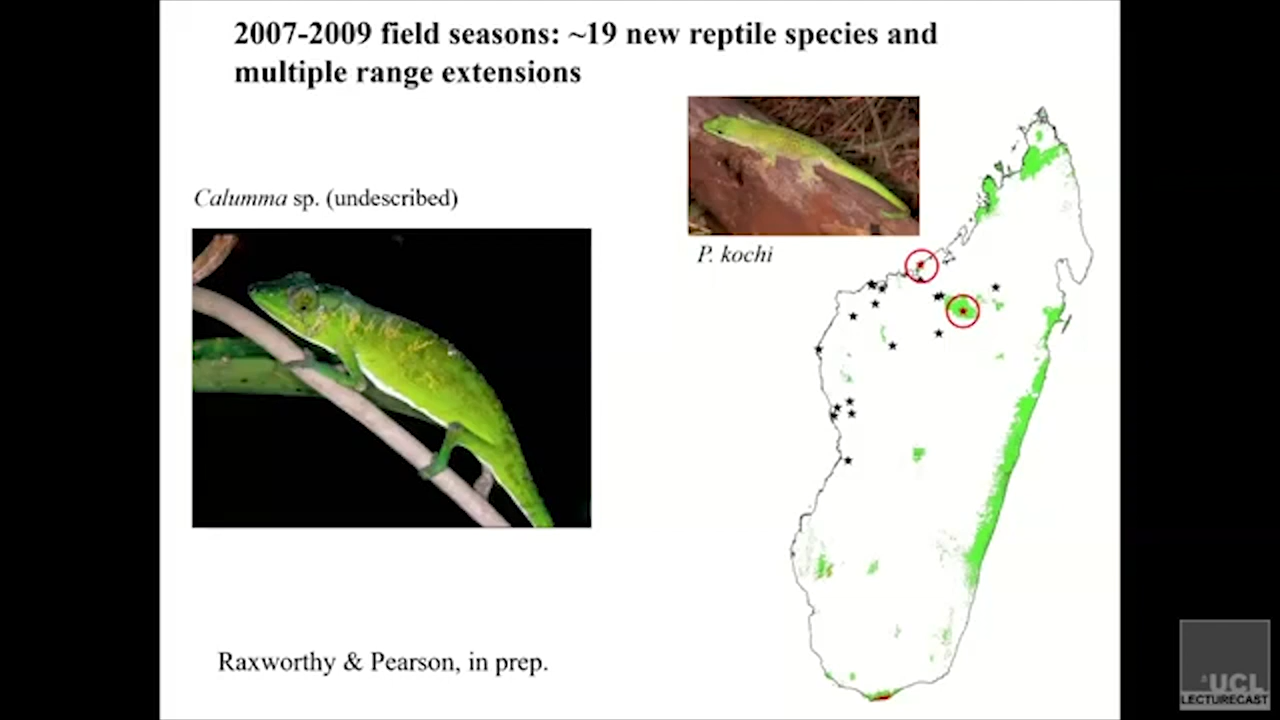 2007-2009 field seasons: ~19 new reptile species and
multiple range extensions
Calumma sp. (undescribed)
P. kochi
Raxworthy & Pearson, in prep.
UCL
LECTURECAST